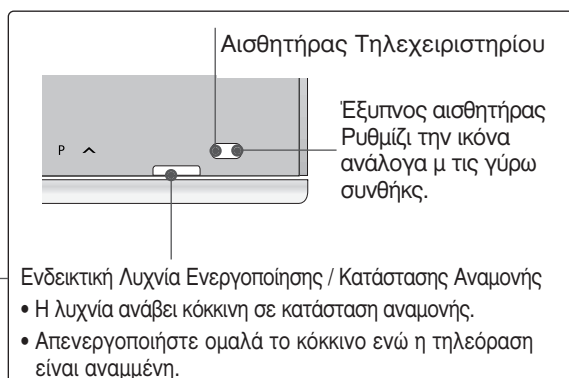 Αισθητήρας Τηλεχειριστηρίου
Έξυπνος αισθητήρας
Ρυθμίζι την ικόνα
ανάλογα μ τις γύρω
συνθήκς.
P ^
Ενδεικτική Λυχνία Ενεργοποίησης / Κατάστασης Αναμονής
• Η λυχνία ανάβει κόκκινη σε κατάσταση αναμονής.
• Απενεργοποιήστε ομαλά το κόκκινο ενώ η τηλεόραση
είναι αναμμένη.